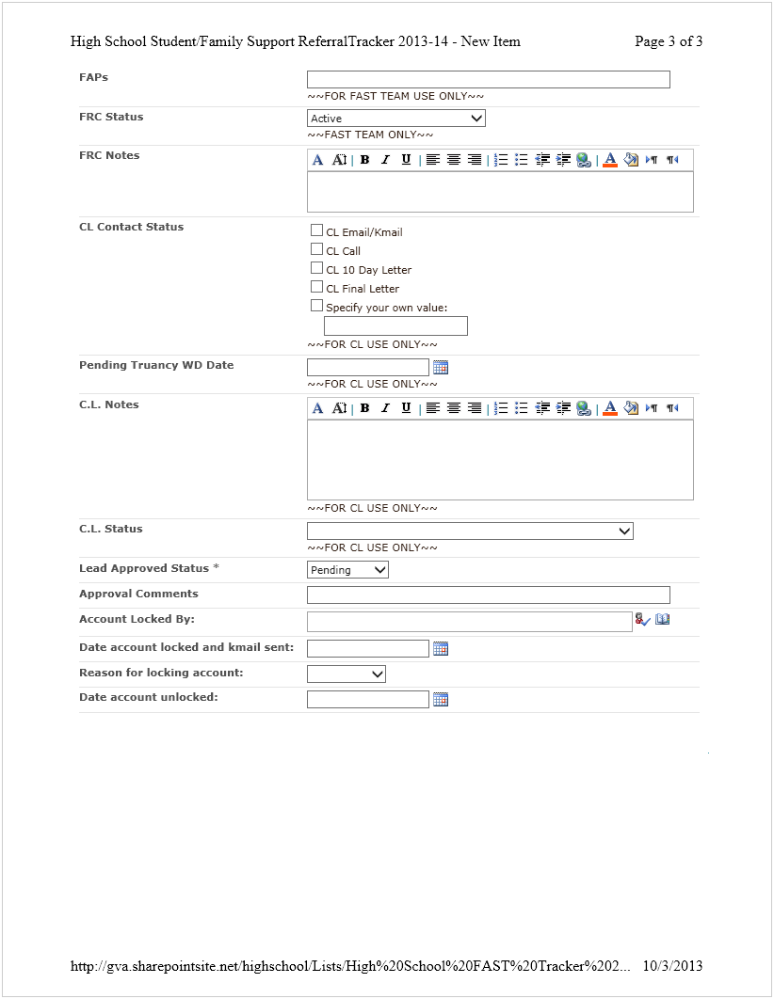 High School Student/Family Support ReferralTracker 2013-14 - New Item Page 3 of 3
FAPs
~~FOR FAST TEAM USE ONLY~~
FRC Status
Active
~~FAST TEAM ONLY~~
FRC Notes
A A B I U A
CL Contact Status
CL Email/Kmail
CL Call
CL 10 Day Letter
CL Final Letter
Specify your own value:
~~FOR CL USE ONLY~~
Pending Truancy WD Date
~~FOR CL USE ONLY~~
C.L. Notes
A A B I U A
~~FOR CL USE ONLY~~
C.L. Status
~~FOR CL USE ONLY~~
Lead Approved Status * Pending
Approval Comments
Account Locked By:
Date account locked and kmail sent:
Reason for locking account:
Date account unlocked:
http://gva.sharepointsite.net/highschool/Lists/High%20School%20FAST%20Tracker%202... 10/3/2013